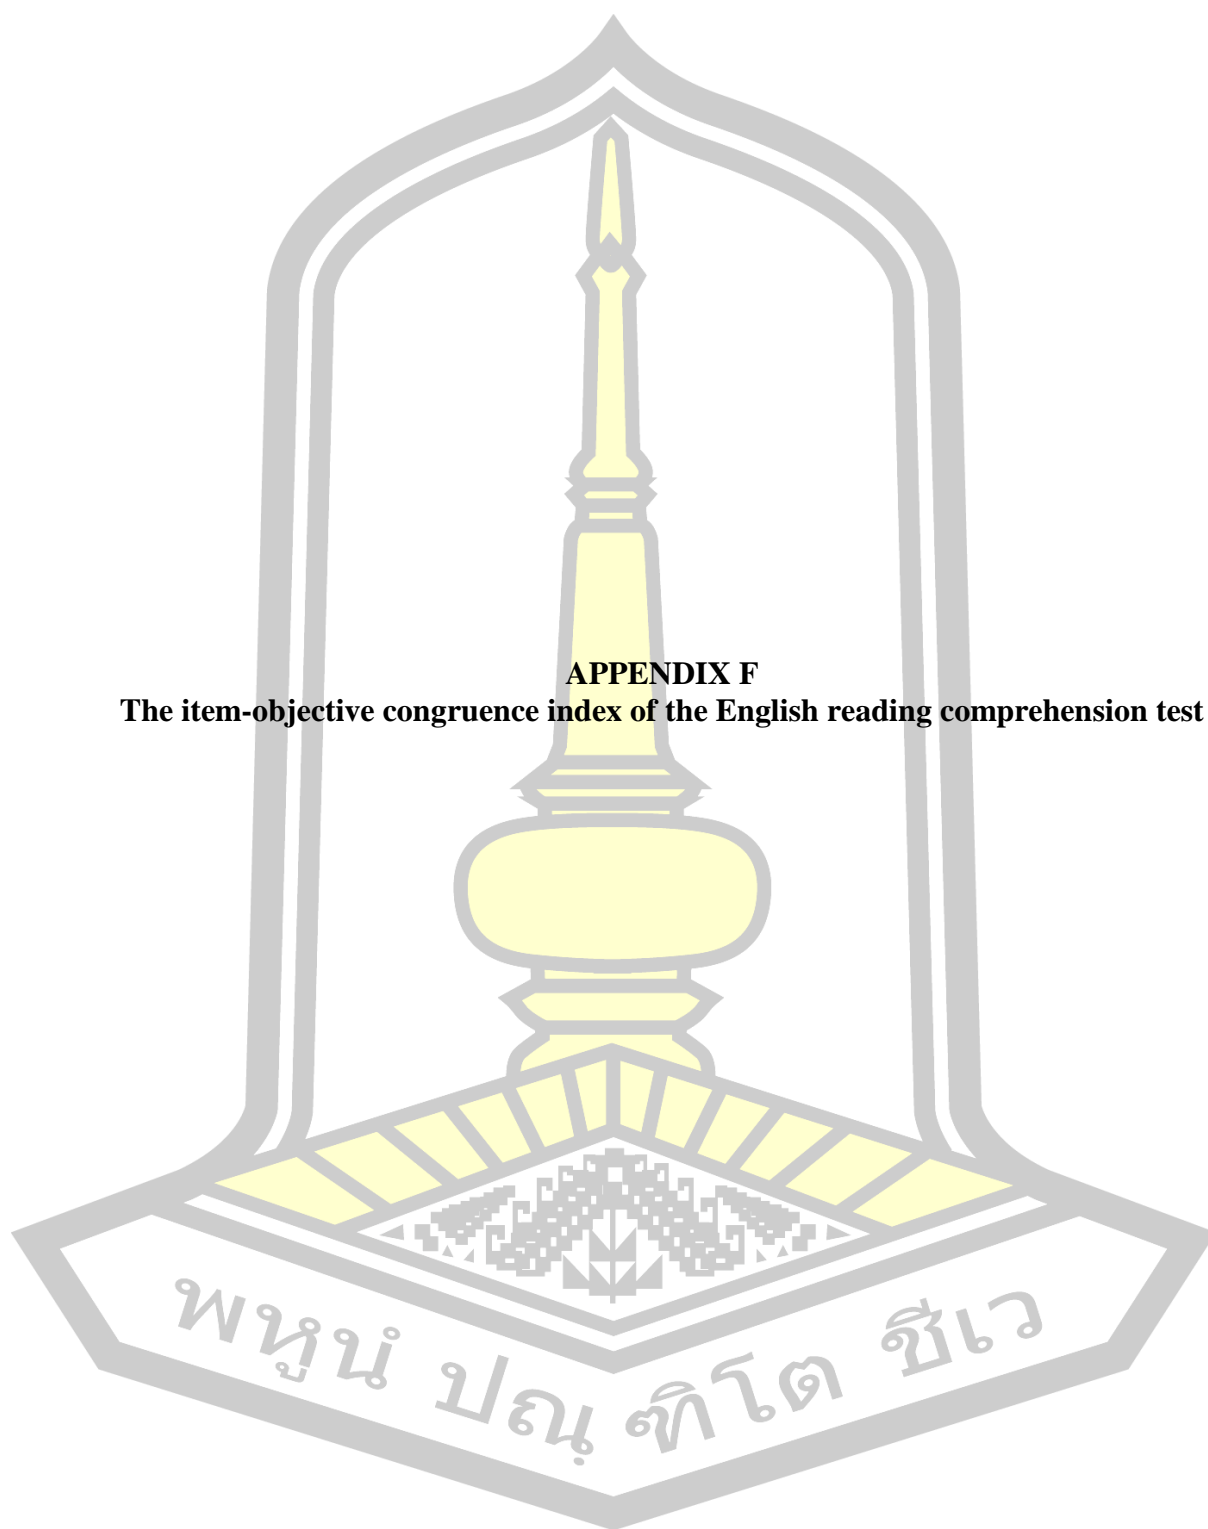 APPENDIX F
The item-objective congruence index of the English reading comprehension test
พหูนํ ปณฺฑิโต ชีเว